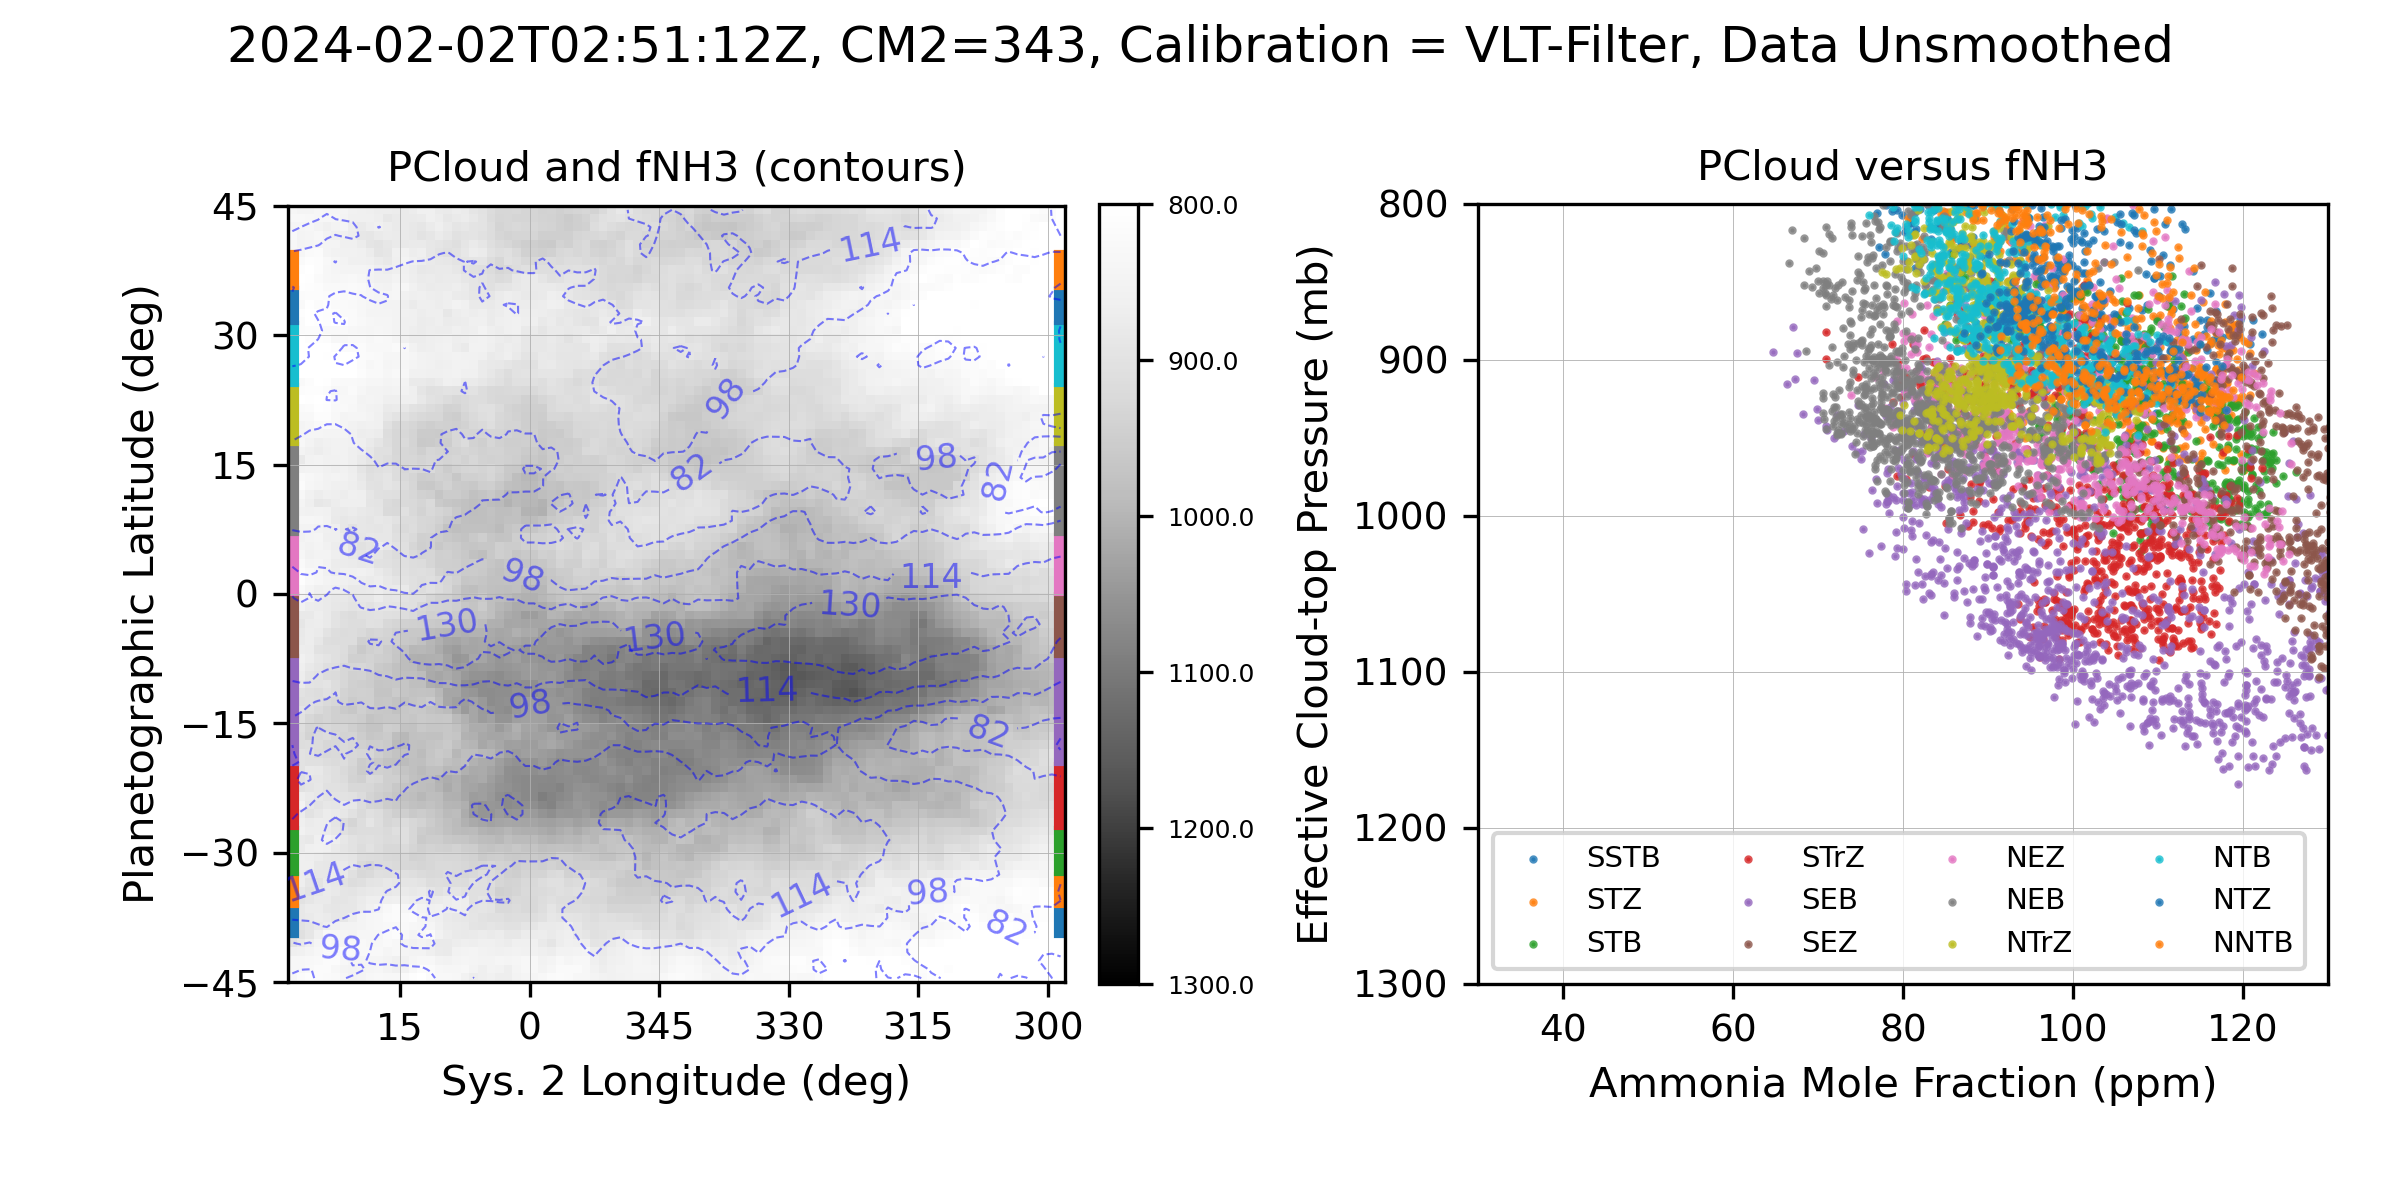 2024-02-02T02:51:12Z, CM2=343, Calibration = VLT-Filter, Data Unsmoothed
PCloud and fNH3 (contours)
Planetographic Latitude (deg)
45
30
15
0
−15
−30
−45
15
0
345
330
315
300
Sys. 2 Longitude (deg)
114
98
98
82
82
82
98
114
130
130
130
114
98
82
114
114
98
82
98
800.0
900.0
1000.0
1100.0
1200.0
1300.0
PCloud versus fNH3
Effective Cloud-top Pressure (mb)
800
900
1000
1100
1200
1300
40
60
80
100
120
Ammonia Mole Fraction (ppm)
SSTB
STZ
STB
STrZ
SEB
SEZ
NEZ
NEB
NTrZ
NTB
NTZ
NNTB